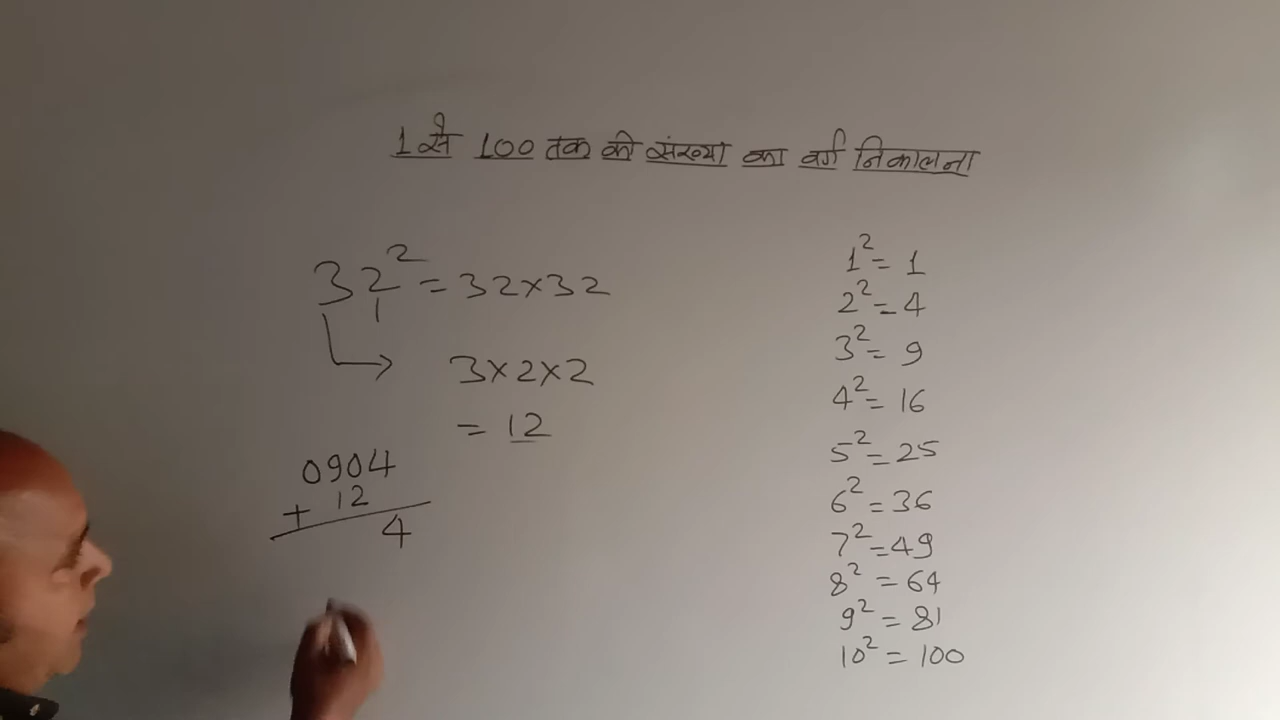 1 से 100 तक की संख्या का वर्ग निकालना
32² = 32×32
3×2×2
= 12
0904
+ 12
4
1² = 1
2² = 4
3² = 9
4² = 16
5² = 25
6² = 36
7² = 49
8² = 64
9² = 81
10² = 100